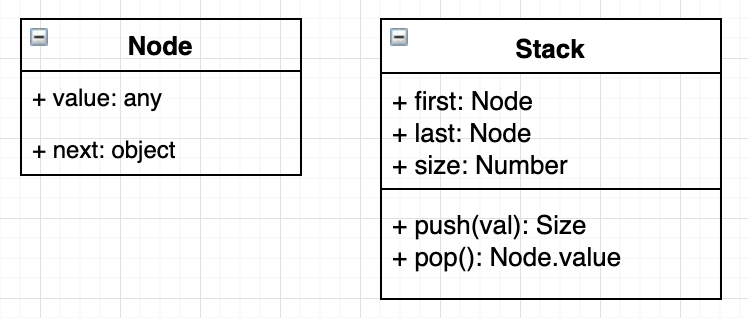 Node
+ value: any
+ next: object
Stack
+ first: Node
+ last: Node
+ size: Number
+ push(val): Size
+ pop(): Node.value